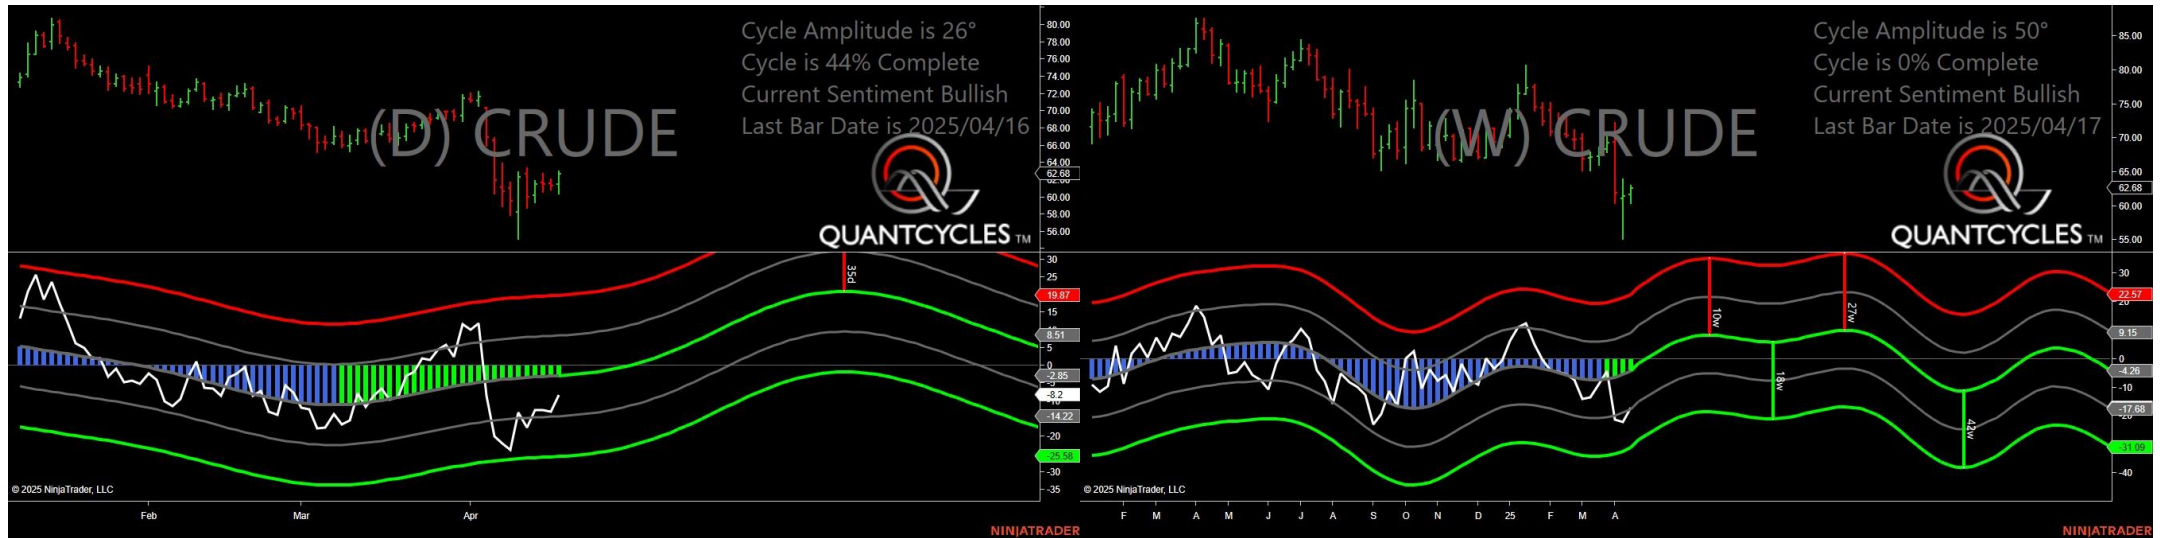 Cycle Amplitude is 26°
Cycle is 44% Complete
Current Sentiment Bullish
Last Bar Date is 2025/04/16
(D) CRUDE
QUANTCYCLES TM
80.00
78.00
76.00
74.00
72.00
70.00
68.00
66.00
64.00
62.68
60.00
58.00
56.00
35d
30
25
19.87
15
8.51
5
0
-2.85
-8.2
-14.22
-20
-25.58
-30
-35
© 2025 NinjaTrader, LLC
Feb
Mar
Apr
NINJATRADER
Cycle Amplitude is 50°
Cycle is 0% Complete
Current Sentiment Bullish
Last Bar Date is 2025/04/17
(W) CRUDE
QUANTCYCLES TM
85.00
80.00
75.00
70.00
65.00
62.68
60.00
55.00
10w
27w
18w
42w
30
22.57
9.15
0
-4.26
-10
-17.68
-31.09
-40
© 2025 NinjaTrader, LLC
F M A M J J A S O N D 25 F M A
NINJATRADER